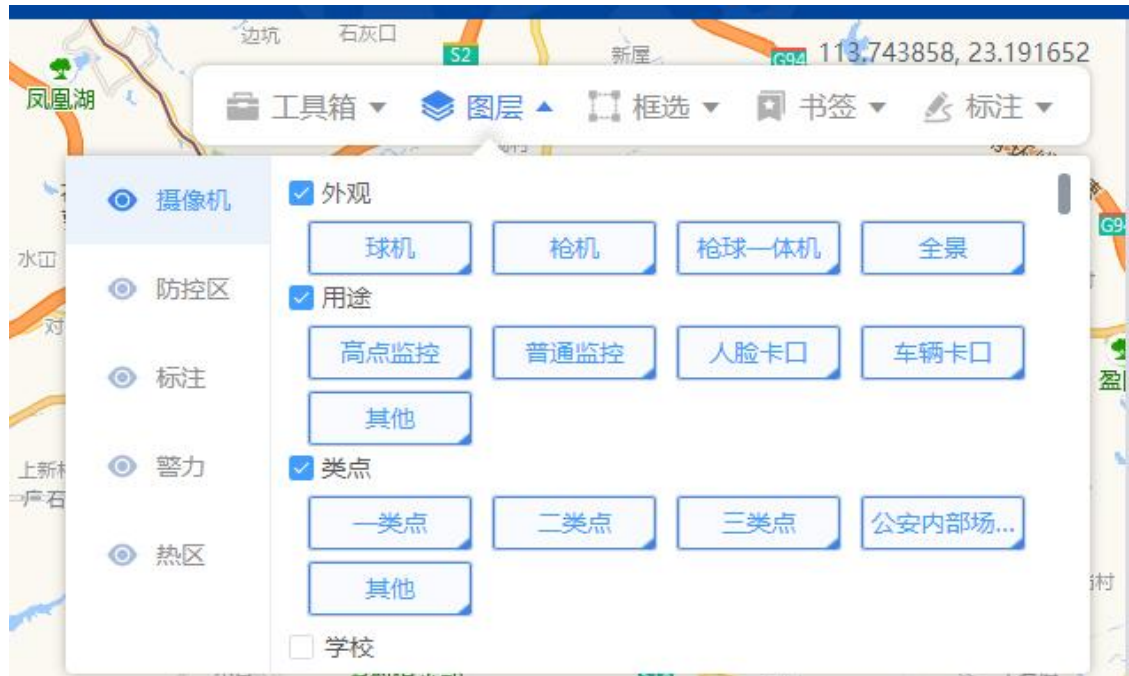 边坑
石灰口
S2
新屋
G94
113.743858, 23.191652
凤凰湖
工具箱
图层
框选
书签
标注
摄像机
外观
球机
枪机
枪球一体机
全景
水㘵
防控区
用途
对
高点监控
普通监控
人脸卡口
车辆卡口
标注
其他
上新
警力
类点
石
一类点
二类点
三类点
公安内部场...
热区
其他
村
学校